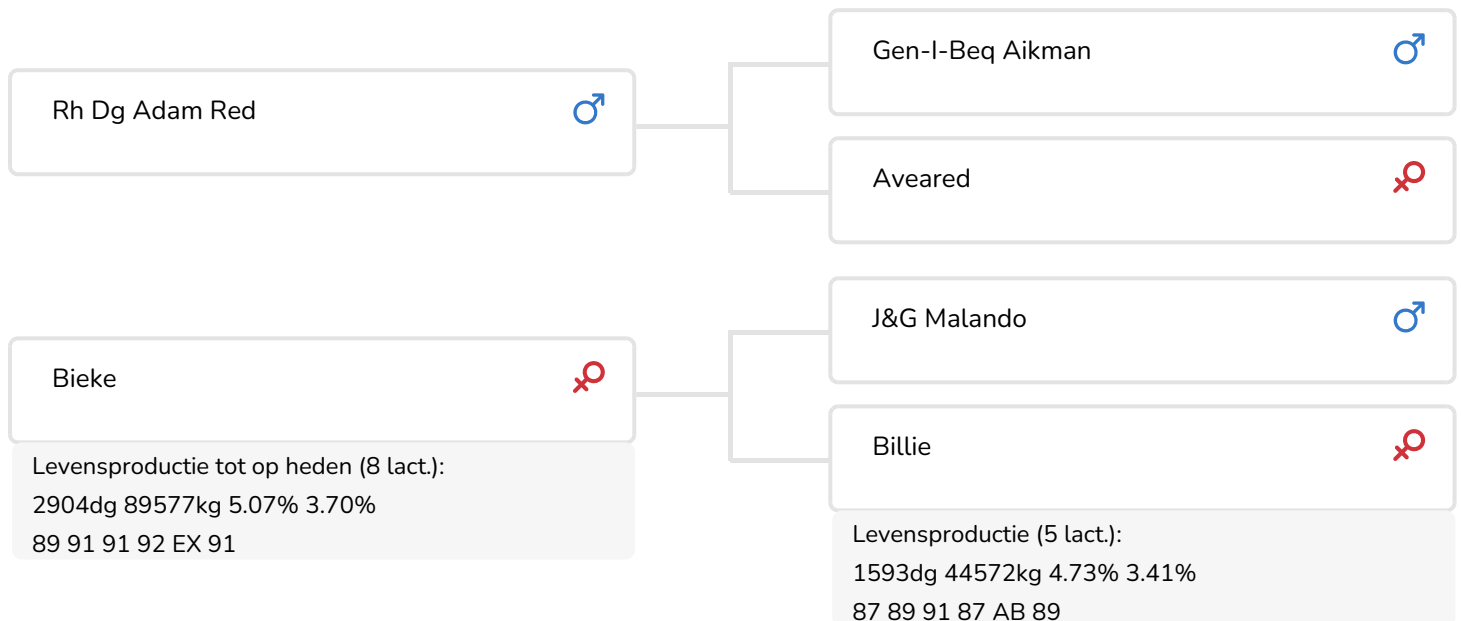 Rh Dg Adam Red
Gen-I-Beq Aikman
Aveared
Bieke
Levensproductie tot op heden (8 lact.):
2904dg 89577kg 5.07% 3.70%
89 91 91 92 EX 91
J&G Malando
Billie
Levensproductie (5 lact.):
1593dg 44572kg 4.73% 3.41%
87 89 91 87 AB 89